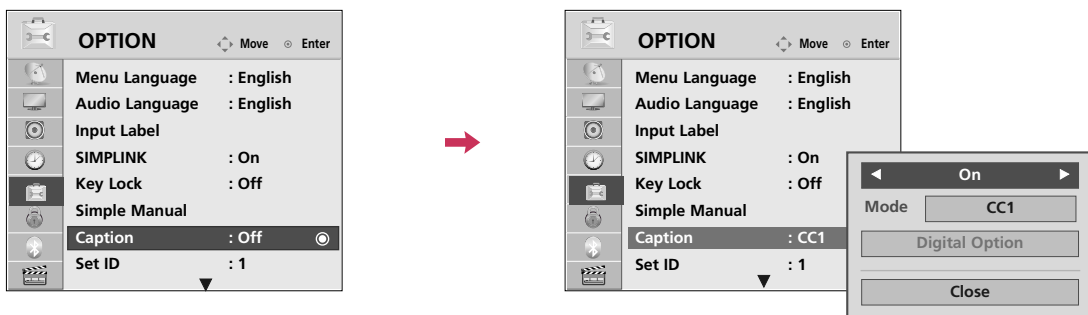 OPTION
Move Enter
Menu Language : English
Audio Language : English
Input Label
SIMPLINK : On
Key Lock : Off
Simple Manual
Caption : Off
Set ID : 1
OPTION
Move Enter
Menu Language : English
Audio Language : English
Input Label
SIMPLINK : On
Key Lock : Off
Simple Manual
Caption : CC1
Set ID : 1
On
Mode CC1
Digital Option
Close